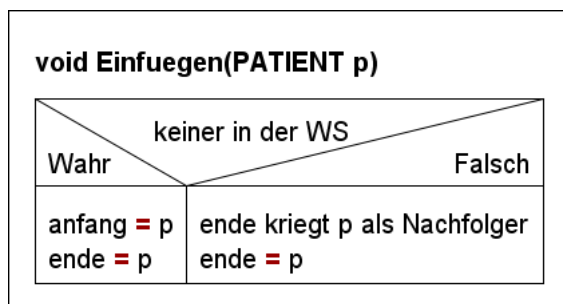 void Einfuegen(PATIENT p)
keiner in der WS
Wahr
Falsch
anfang = p
ende = p
ende kriegt p als Nachfolger
ende = p